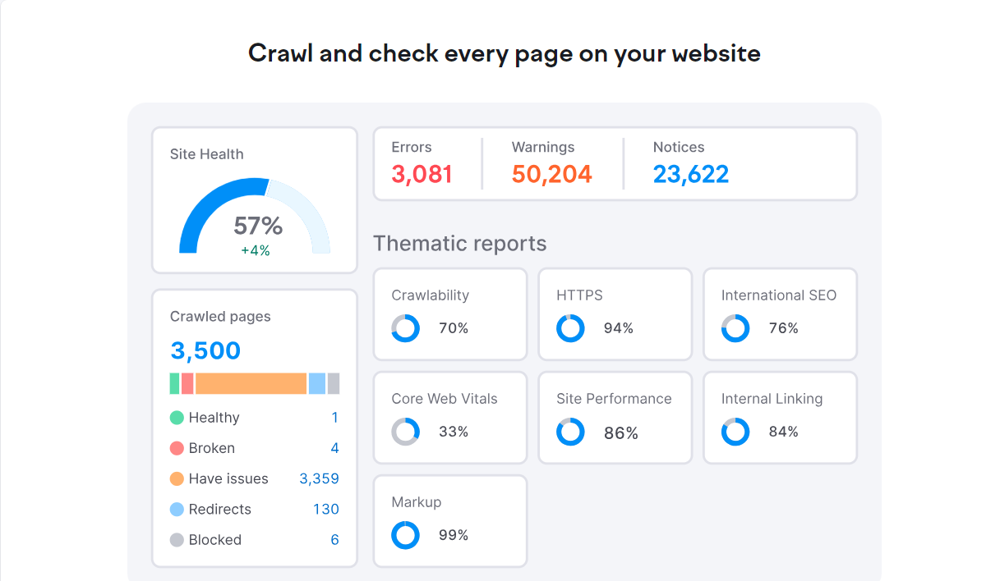 Crawl and check every page on your website
Site Health
57%
+4%
Errors
3,081
Warnings
50,204
Notices
23,622
Crawled pages
3,500
Healthy 1
Broken 4
Have issues 3,359
Redirects 130
Blocked 6
Thematic reports
Crawlability
70%
HTTPS
94%
International SEO
76%
Core Web Vitals
33%
Site Performance
86%
Internal Linking
84%
Markup
99%